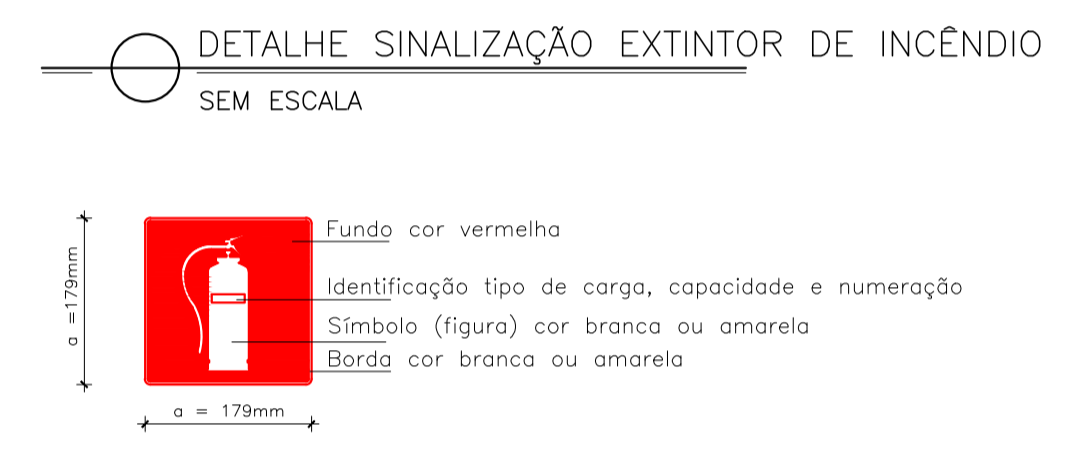 DETALHE SINALIZAÇÃO EXTINTOR DE INCÊNDIO
SEM ESCALA
a =179mm
Fundo cor vermelha
Identificação tipo de carga, capacidade e numeração
Símbolo (figura) cor branca ou amarela
Borda cor branca ou amarela
a = 179mm